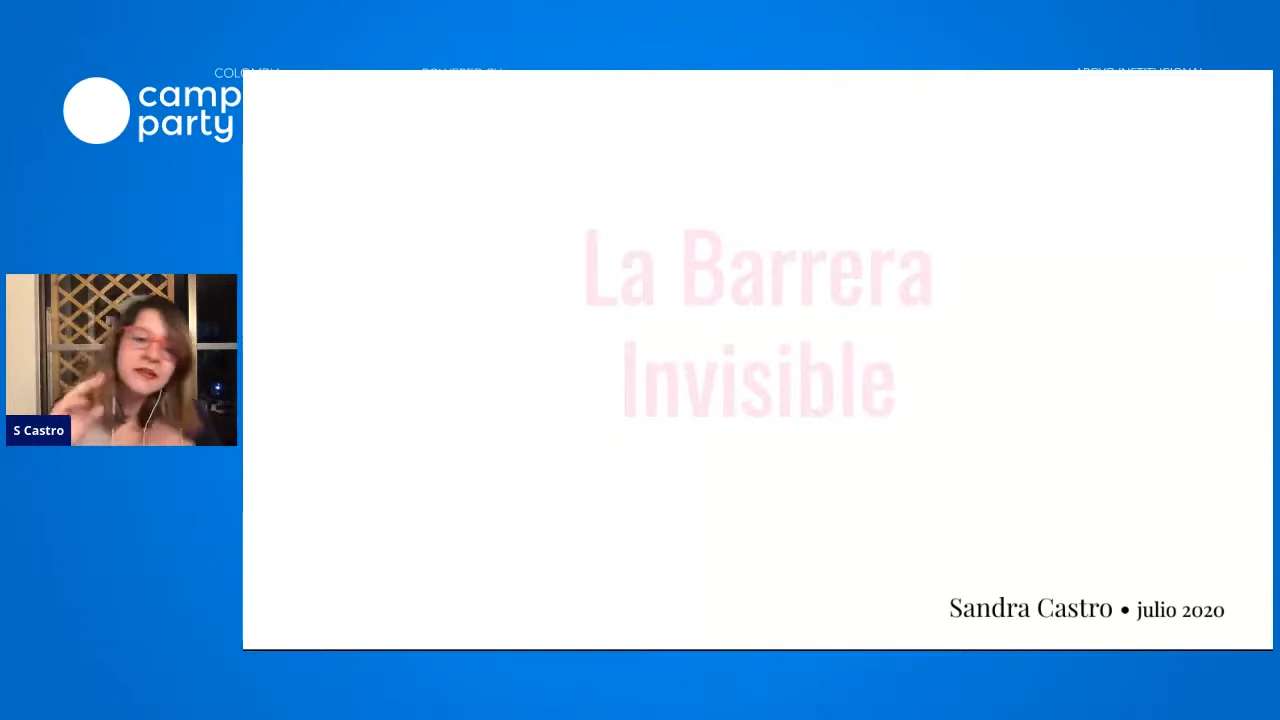 camp
party
La Barrera
Invisible
S Castro
Sandra Castro • julio 2020